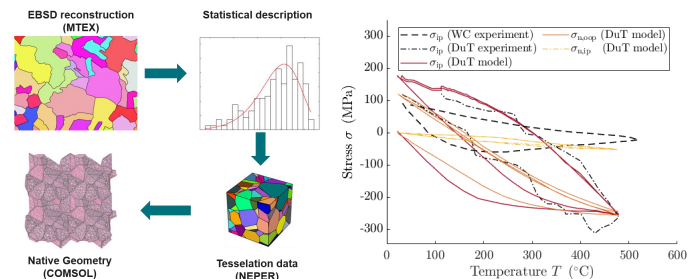 EBSD reconstruction
(MTEX)
Statistical description
Native Geometry
(COMSOL)
Tesselation data
(NEPER)
σip (WC experiment)
σip (DuT experiment)
σip (DuT model)
σn,oop (DuT model)
σn,ip (DuT model)
Stress σ (MPa)
300
200
100
0
-100
-200
-300
0 100 200 300 400 500 600
Temperature T (°C)